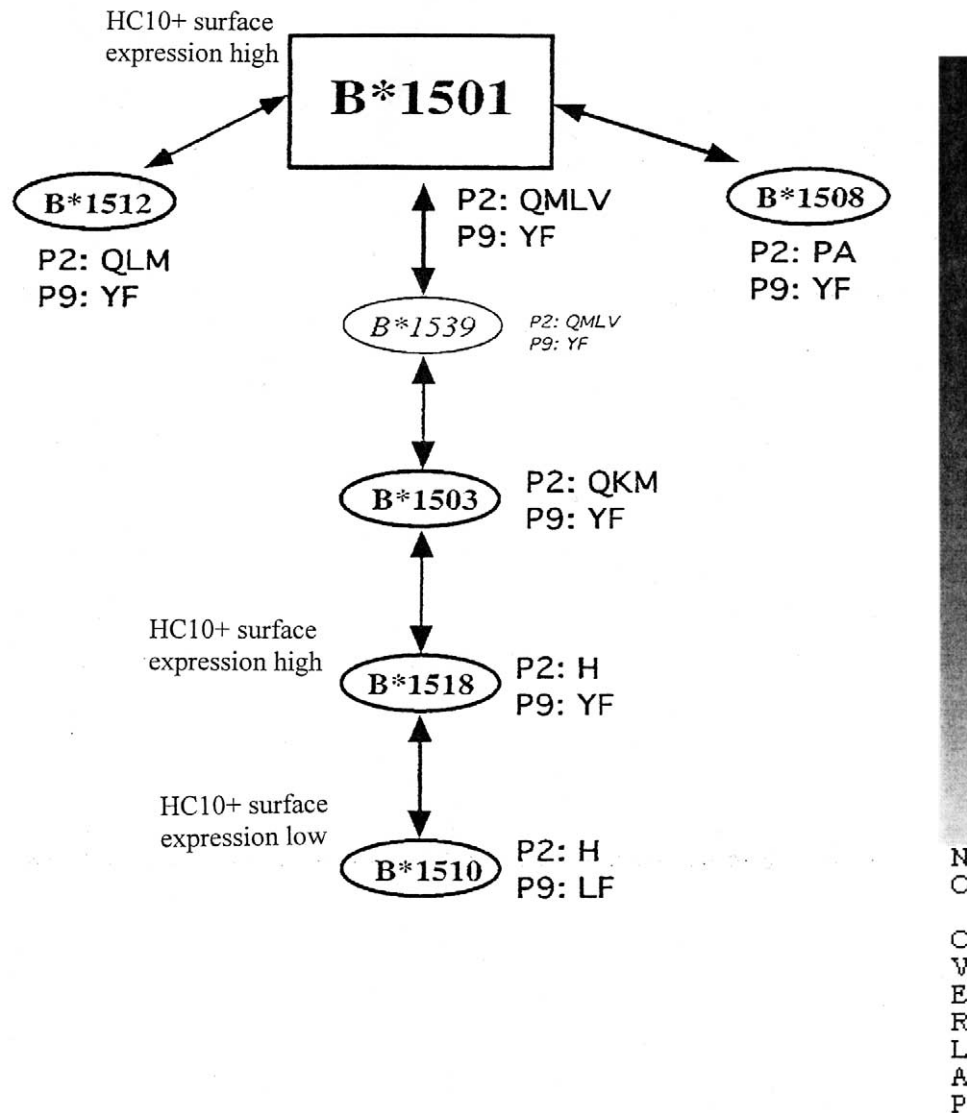 HC10+ surface
expression high
B*1501
B*1512
P2: QLM
P9: YF
P2: QMLV
P9: YF
B*1508
P2: PA
P9: YF
B*1539
P2: QMLV
P9: YF
B*1503
P2: QKM
P9: YF
HC10+ surface
expression high
B*1518
P2: H
P9: YF
HC10+ surface
expression low
B*1510
P2: H
P9: LF
N
O
V
E
R
L
A
P